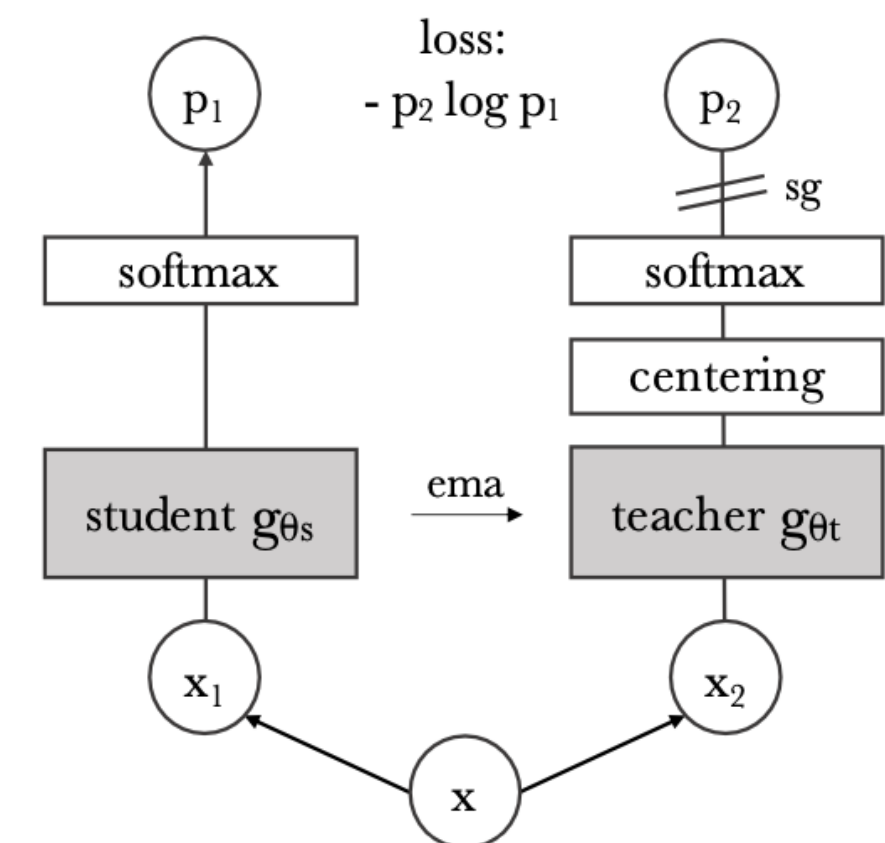 loss:
- p₂ log p₁
p₁
p₂
sg
softmax
softmax
centering
student gθs
ema
teacher gθt
x₁
x₂
x